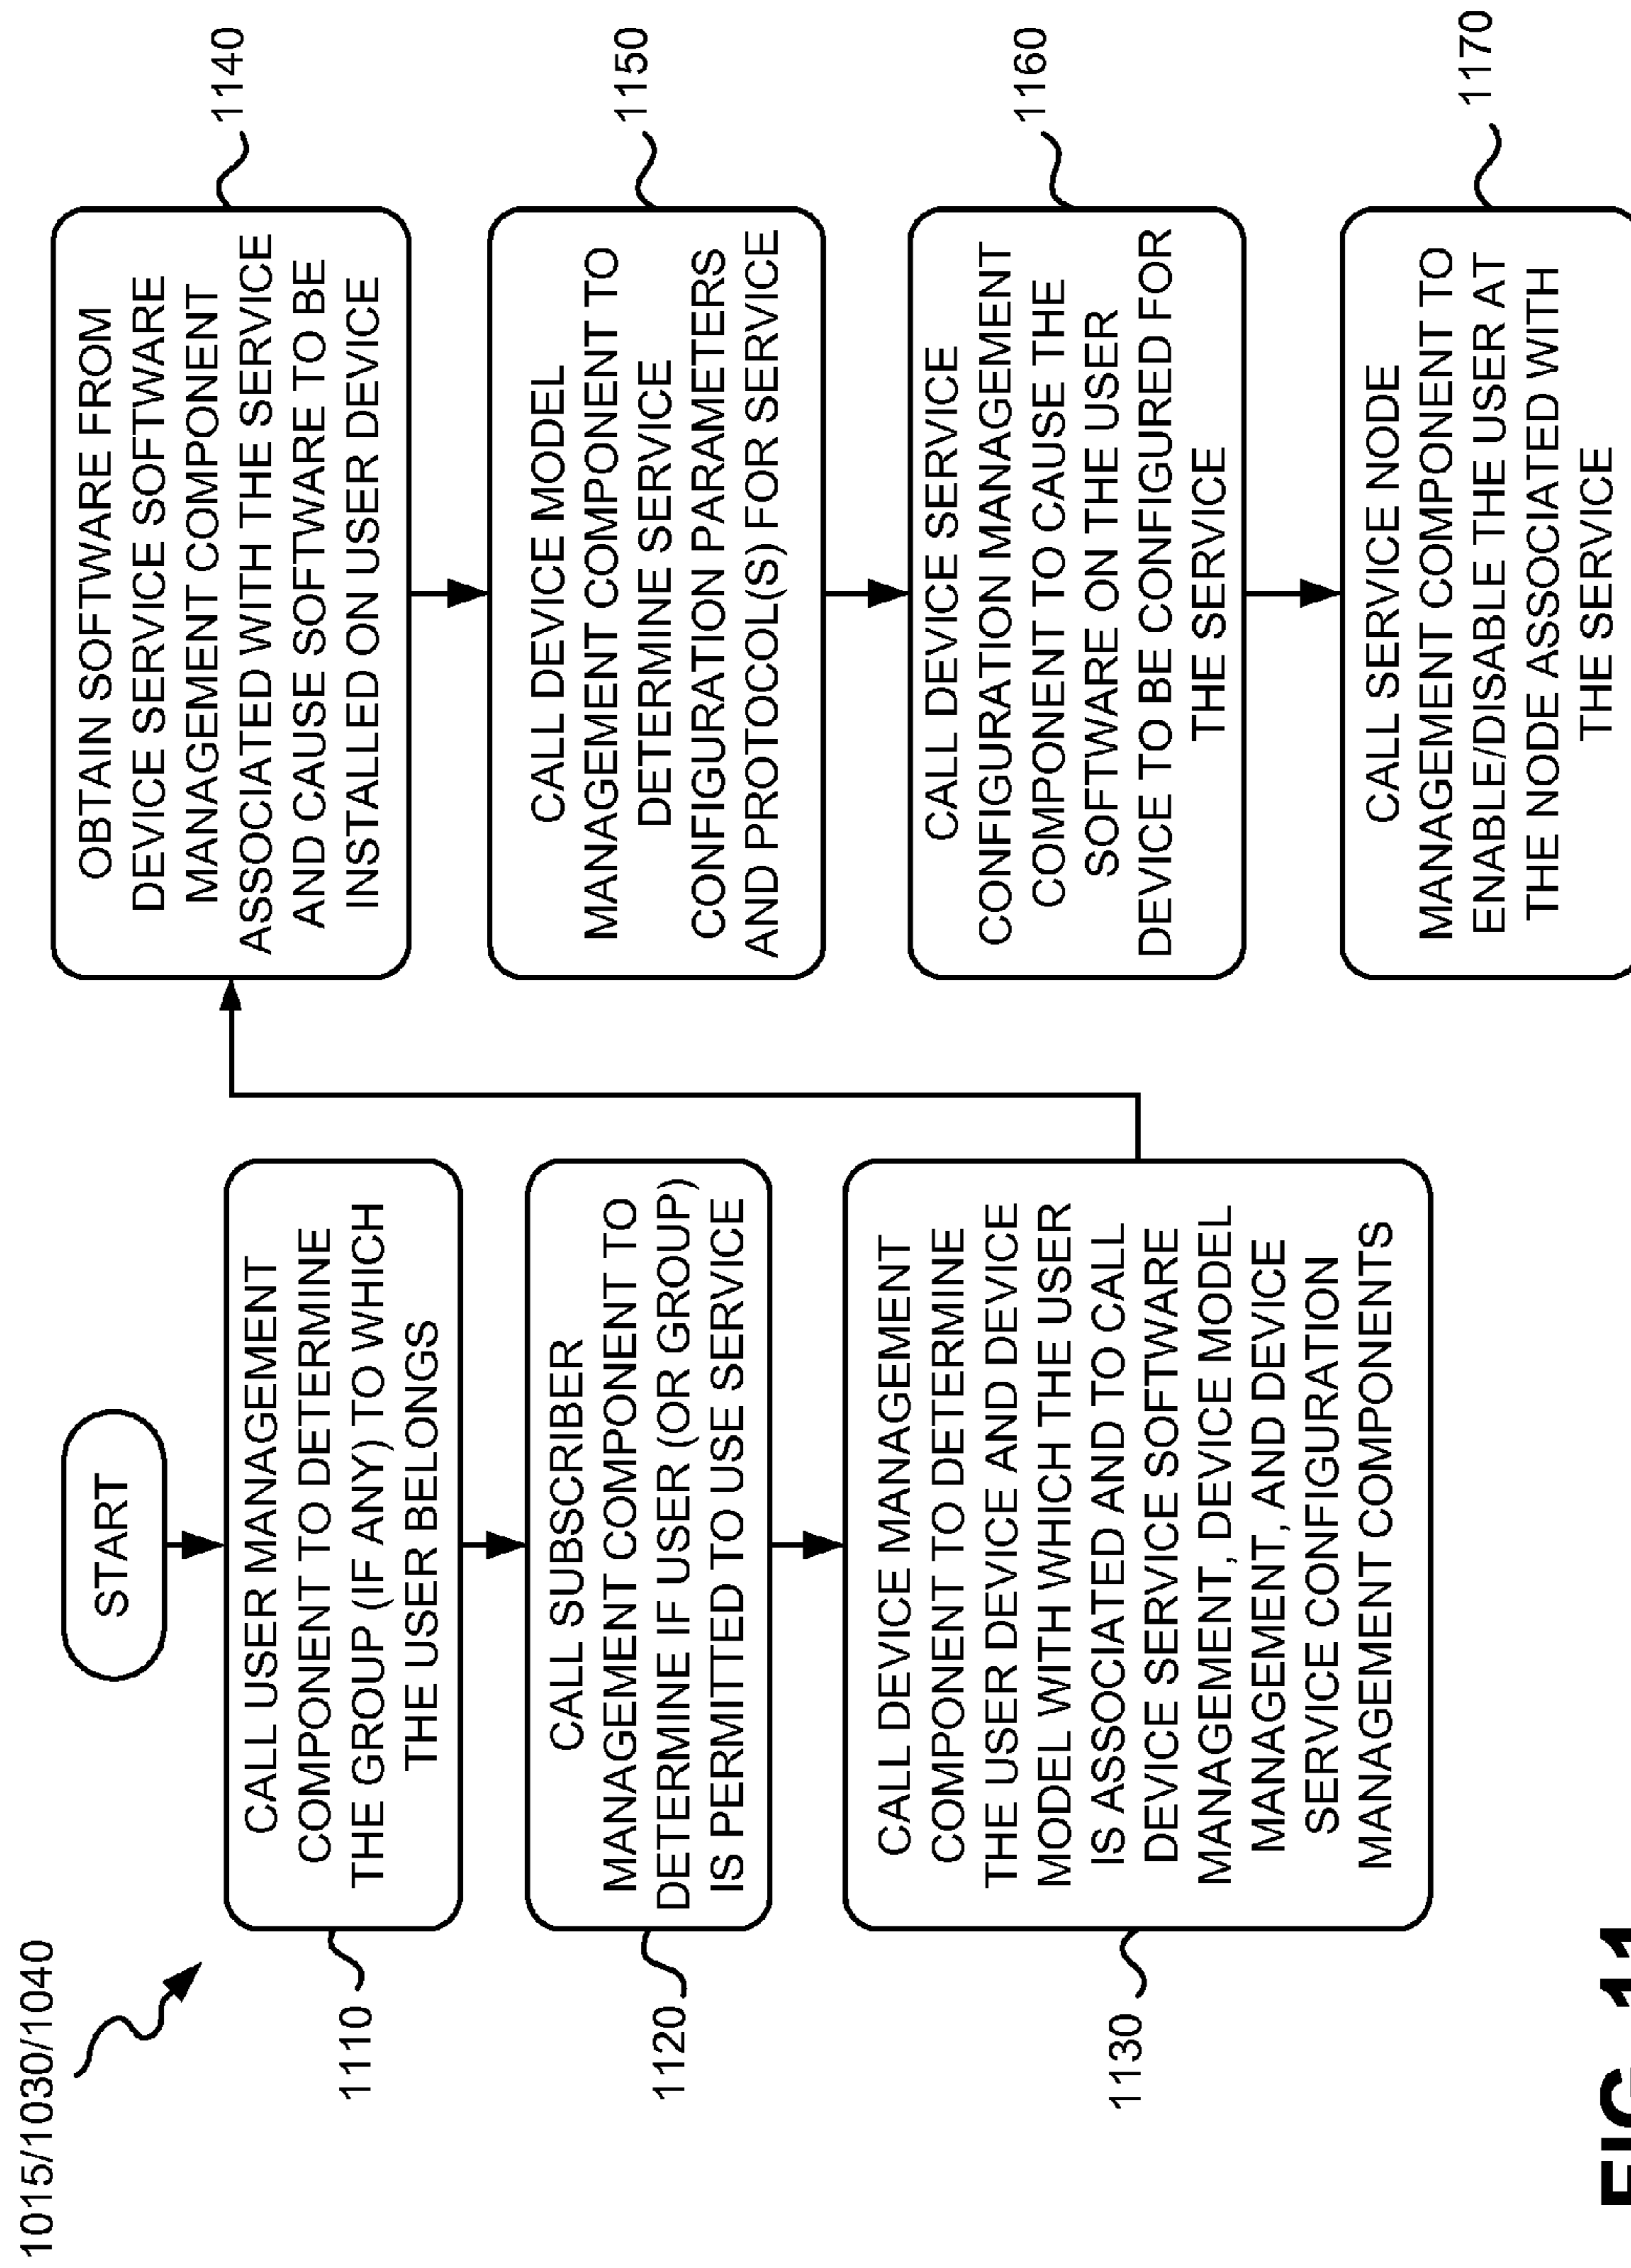 1015/1030/1040
START
CALL USER MANAGEMENT
COMPONENT TO DETERMINE
THE GROUP (IF ANY) TO WHICH
THE USER BELONGS
1110
CALL SUBSCRIBER
MANAGEMENT COMPONENT TO
DETERMINE IF USER (OR GROUP)
IS PERMITTED TO USE SERVICE
1120
CALL DEVICE MANAGEMENT
COMPONENT TO DETERMINE
THE USER DEVICE AND DEVICE
MODEL WITH WHICH THE USER
IS ASSOCIATED AND TO CALL
DEVICE SERVICE SOFTWARE
MANAGEMENT, DEVICE MODEL
MANAGEMENT, AND DEVICE
SERVICE CONFIGURATION
MANAGEMENT COMPONENTS
1130
OBTAIN SOFTWARE FROM
DEVICE SERVICE SOFTWARE
MANAGEMENT COMPONENT
ASSOCIATED WITH THE SERVICE
AND CAUSE SOFTWARE TO BE
INSTALLED ON USER DEVICE
1140
CALL DEVICE MODEL
MANAGEMENT COMPONENT TO
DETERMINE SERVICE
CONFIGURATION PARAMETERS
AND PROTOCOL(S) FOR SERVICE
1150
CALL DEVICE SERVICE
CONFIGURATION MANAGEMENT
COMPONENT TO CAUSE THE
SOFTWARE ON THE USER
DEVICE TO BE CONFIGURED FOR
THE SERVICE
1160
CALL SERVICE NODE
MANAGEMENT COMPONENT TO
ENABLE/DISABLE THE USER AT
THE NODE ASSOCIATED WITH
THE SERVICE
1170
FIG. 11